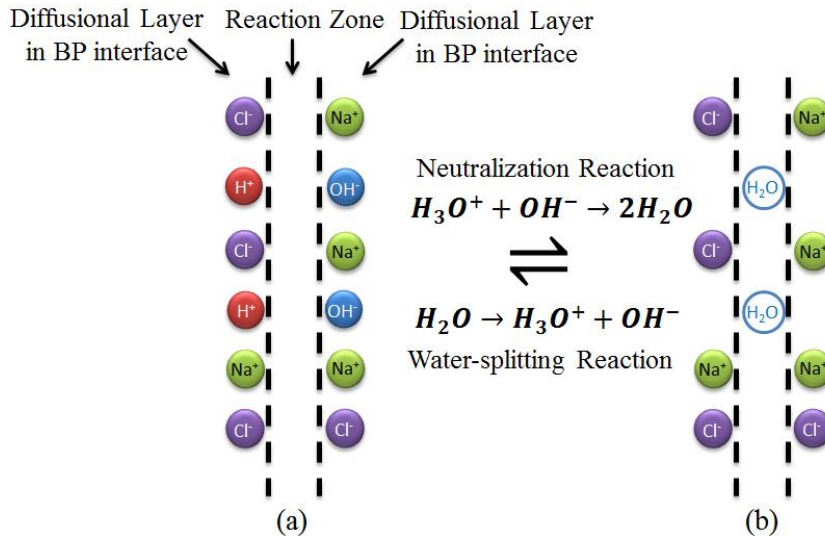 Diffusional Layer Reaction Zone Diffusional Layer
in BP interface in BP interface
Cl⁻ Na⁺ Cl⁻ Na⁺
Neutralization Reaction
H⁺ OH⁻ H₂O
H₃O⁺ + OH⁻ → 2H₂O
Cl⁻ Na⁺ Cl⁻ Na⁺
⇌
H⁺ OH⁻ H₂O
H₂O → H₃O⁺ + OH⁻
Water-splitting Reaction
Na⁺ Na⁺ Na⁺ Na⁺
Cl⁻ Cl⁻ Cl⁻ Cl⁻
(a) (b)